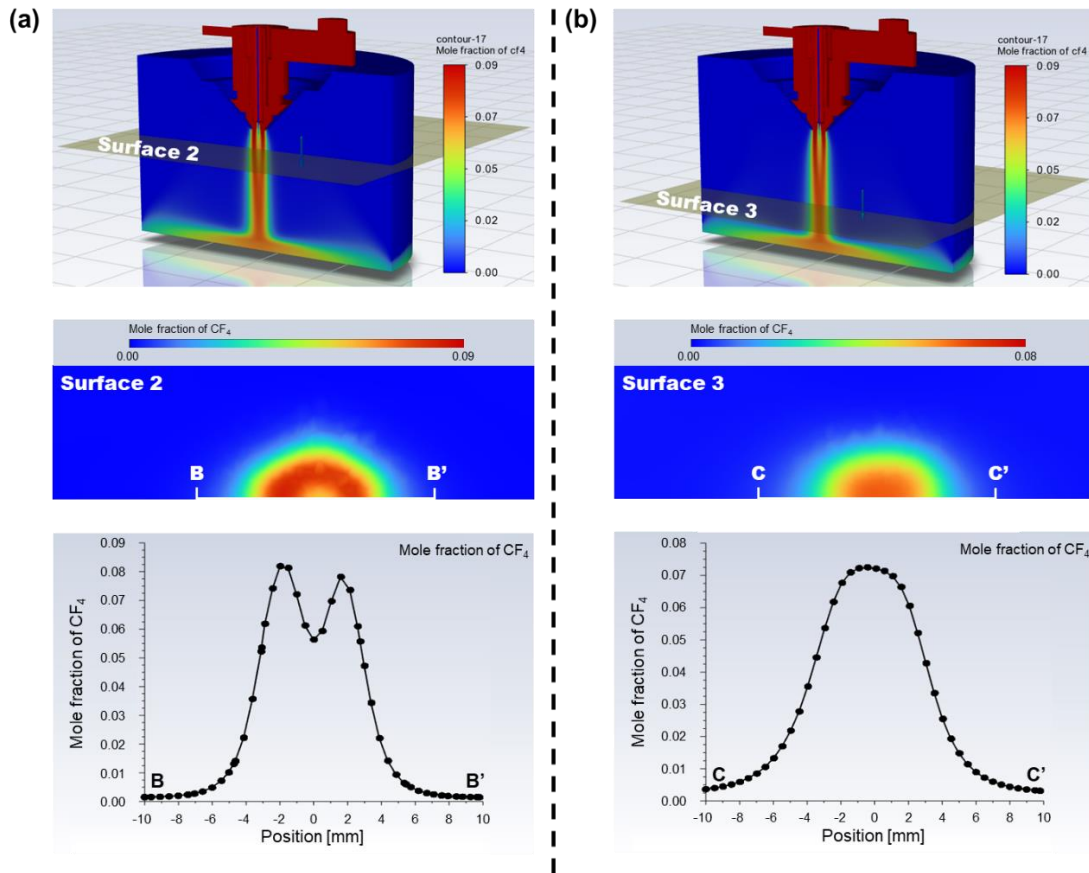 (a)
contour-17
Mole fraction of cf4
0.09
0.07
0.05
0.02
0.00
Surface 2
Mole fraction of CF₄
0.00
0.09
Surface 2
B
B'
0.09
0.08
0.07
0.06
0.05
0.04
0.03
0.02
0.01
0.00
Mole fraction of CF₄
Mole fraction of CF₄
B
B'
-10 -8 -6 -4 -2 0 2 4 6 8 10
Position [mm]
(b)
contour-17
Mole fraction of cf4
0.09
0.07
0.05
0.02
0.00
Surface 3
Mole fraction of CF₄
0.00
0.08
Surface 3
C
C'
0.08
0.07
0.06
0.05
0.04
0.03
0.02
0.01
0.00
Mole fraction of CF₄
Mole fraction of CF₄
C
C'
-10 -8 -6 -4 -2 0 2 4 6 8 10
Position [mm]